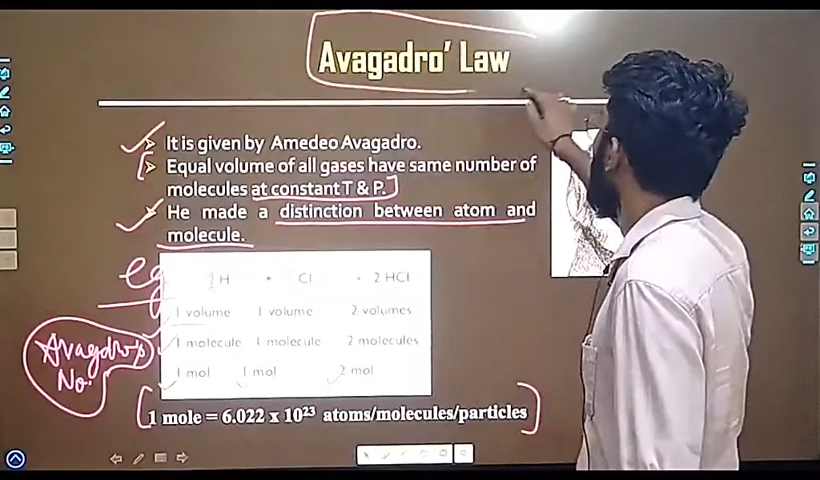 Avagadro' Law
It is given by Amedeo Avagadro.
Equal volume of all gases have same number of
molecules at constant T & P.
He made a distinction between atom and
molecule.
eg
H + Cl 2 HCl
1 volume 1 volume 2 volumes
1 molecule 1 molecule 2 molecules
1 mol 1 mol 2 mol
No.
1 mole = 6.022 x 10²³ atoms/molecules/particles